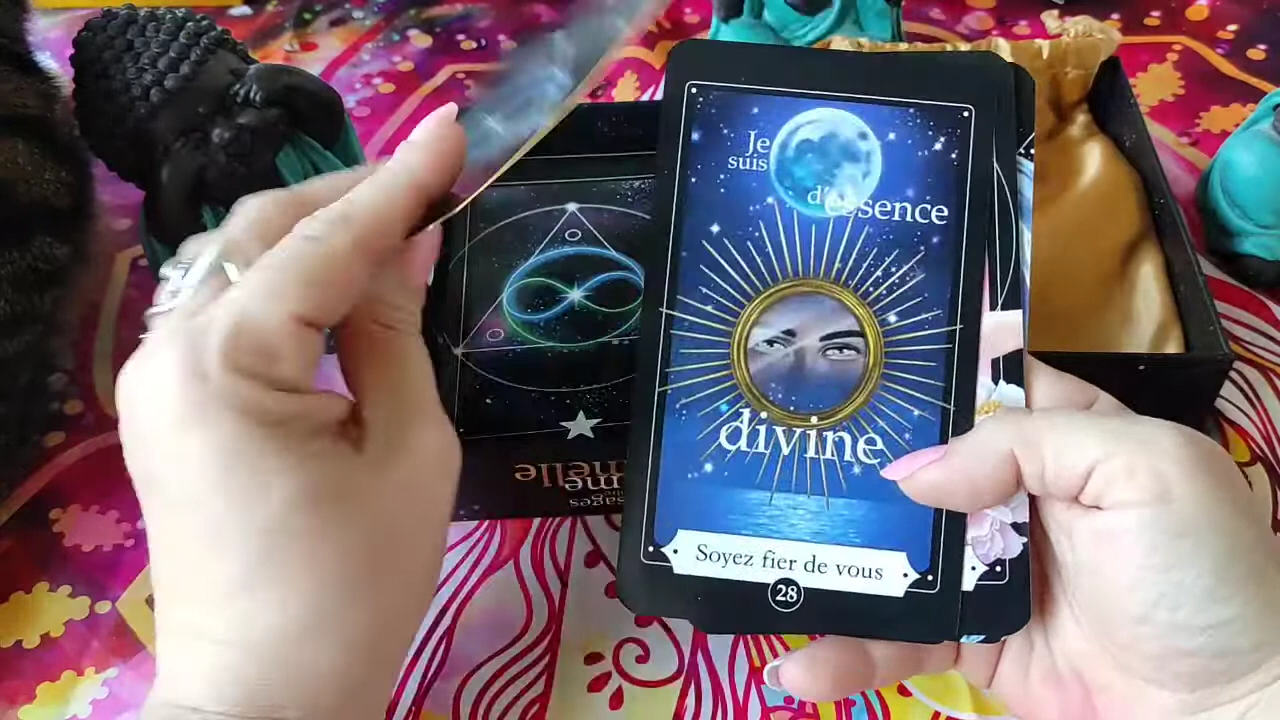 Je
suis
d'essence
divine
Soyez fier de vous
28